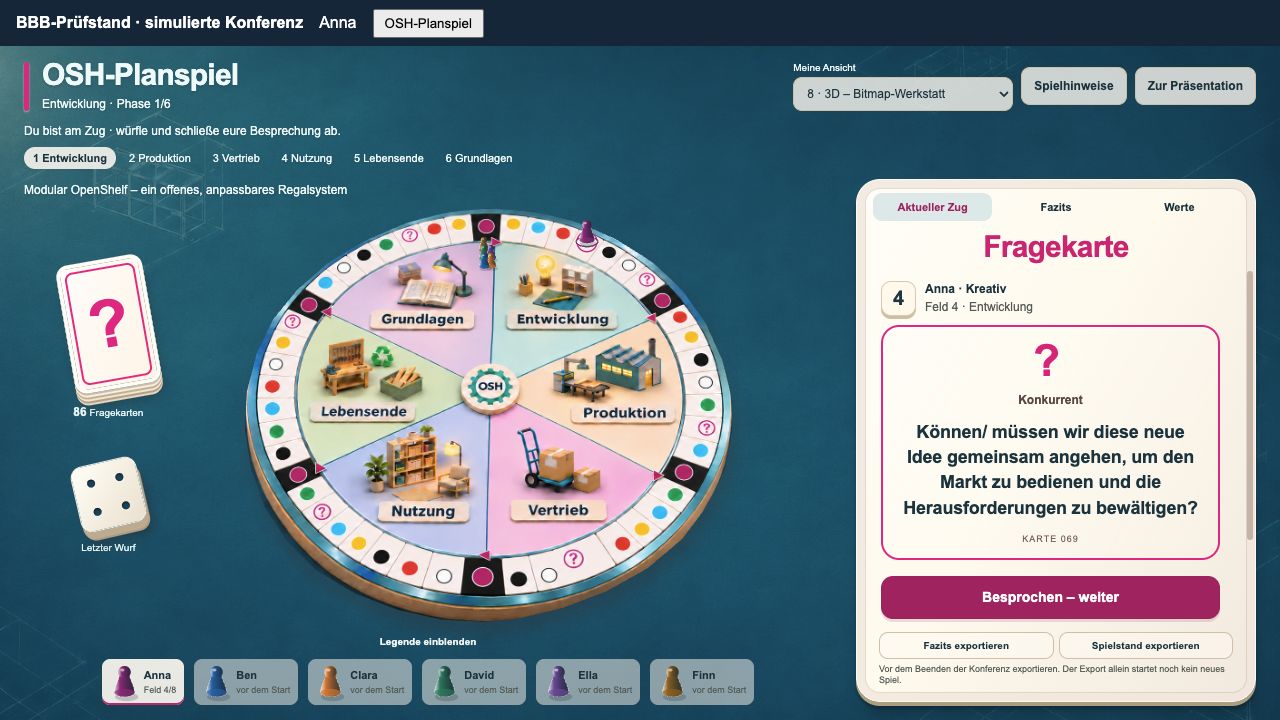 BBB-Prüfstand · simulierte Konferenz Anna OSH-Planspiel
OSH-Planspiel
Entwicklung · Phase 1/6
Meine Ansicht
8 · 3D – Bitmap-Werkstatt
Spielhinweise
Zur Präsentation
Du bist am Zug · würfle und schließe eure Besprechung ab.
1 Entwicklung 2 Produktion 3 Vertrieb 4 Nutzung 5 Lebensende 6 Grundlagen
Modular OpenShelf – ein offenes, anpassbares Regalsystem
?
86 Fragekarten
Letzter Wurf
?
?
?
?
?
?
Grundlagen
Entwicklung
Lebensende
OSH
Produktion
Nutzung
Vertrieb
Legende einblenden
Anna
Feld 4/8
Ben
vor dem Start
Clara
vor dem Start
David
vor dem Start
Ella
vor dem Start
Finn
vor dem Start
Aktueller Zug Fazits Werte
Fragekarte
4
Anna · Kreativ
Feld 4 · Entwicklung
?
Konkurrent
Können/ müssen wir diese neue
Idee gemeinsam angehen, um den
Markt zu bedienen und die
Herausforderungen zu bewältigen?
KARTE 069
Besprochen – weiter
Fazits exportieren
Spielstand exportieren
Vor dem Beenden der Konferenz exportieren. Der Export allein startet noch kein neues
Spiel.